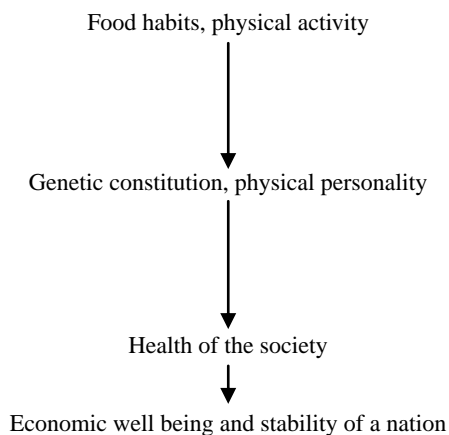 Food habits, physical activity
Genetic constitution, physical personality
Health of the society
Economic well being and stability of a nation